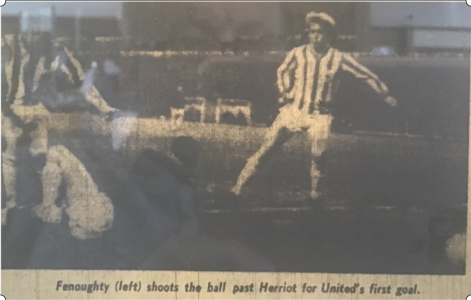 Fenoughty (left) shoots the ball past Herriot for United's first goal.